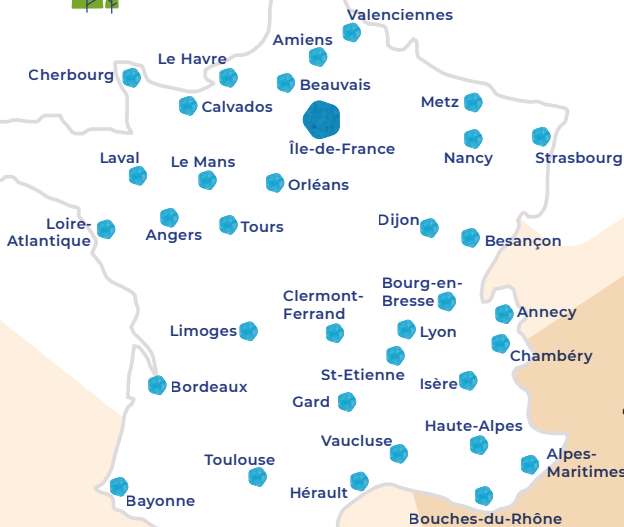 Valenciennes
Amiens
Le Havre
Cherbourg
Beauvais
Calvados
Metz
Île-de-France
Laval
Le Mans
Nancy
Strasbourg
Orléans
Loire-
Atlantique
Angers
Tours
Dijon
Besançon
Clermont-
Ferrand
Bourg-en-
Bresse
Annecy
Limoges
Lyon
Chambéry
St-Etienne
Isère
Bordeaux
Gard
Haute-Alpes
Vaucluse
Toulouse
Alpes-
Maritimes
Hérault
Bayonne
Bouches-du-Rhône